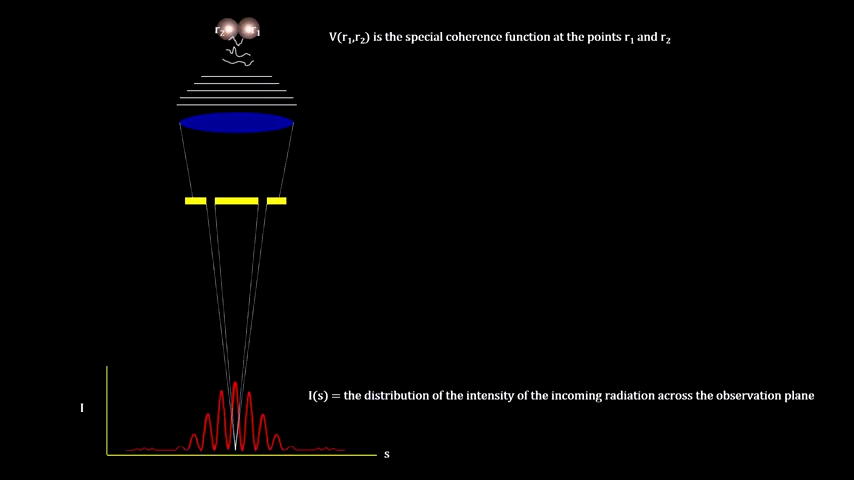 r₂ r₁
V(r₁,r₂) is the special coherence function at the points r₁ and r₂
I(s) = the distribution of the intensity of the incoming radiation across the observation plane
I
s